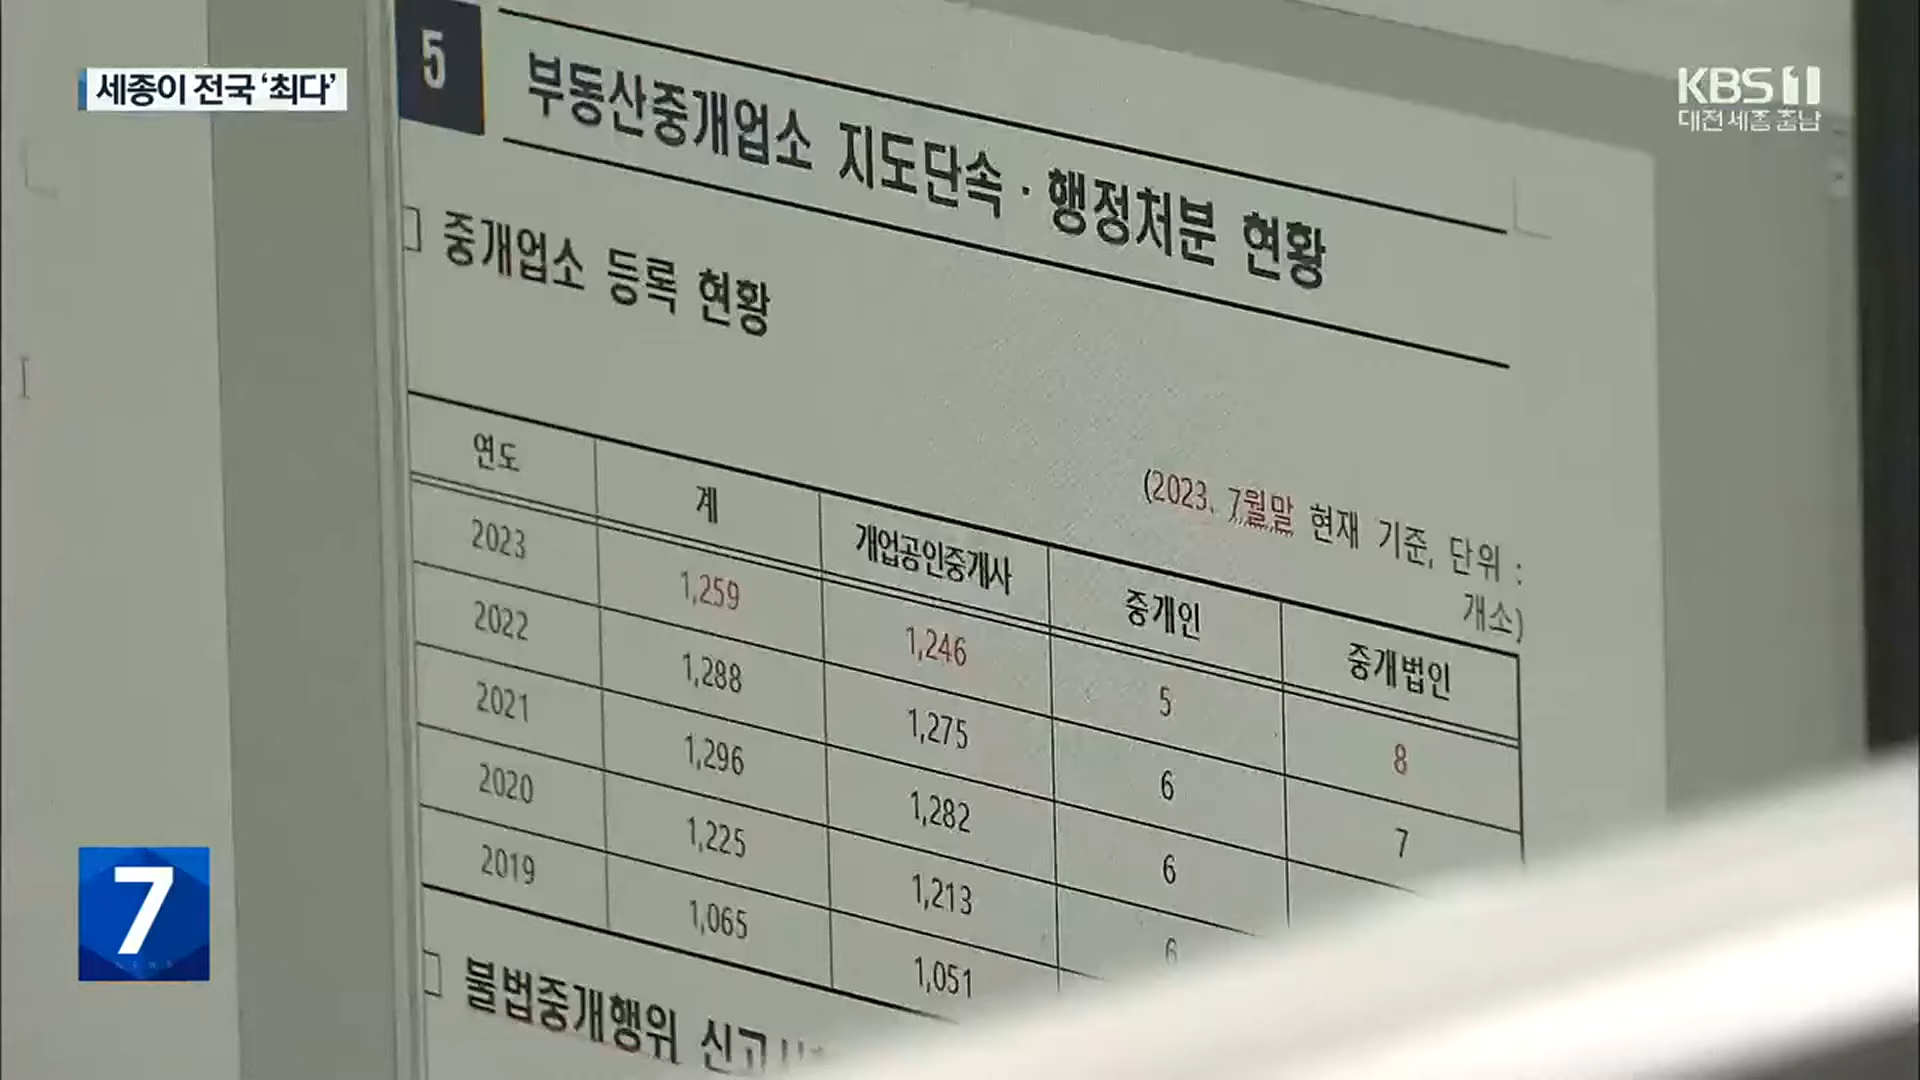 세종이 전국 ‘최다’
KBS 1
대전 세종 충남
5
부동산중개업소 지도단속·행정처분 현황
□ 중개업소 등록 현황
(2023. 7월말 현재 기준, 단위 :
개소)
연도 계 개업공인중개사 중개인 중개법인
2023 1,259 1,246 5 8
2022 1,288 1,275 6 7
2021 1,296 1,282 6
2020 1,225 1,213 6
2019 1,065 1,051
□ 불법중개행위
7
NEWS